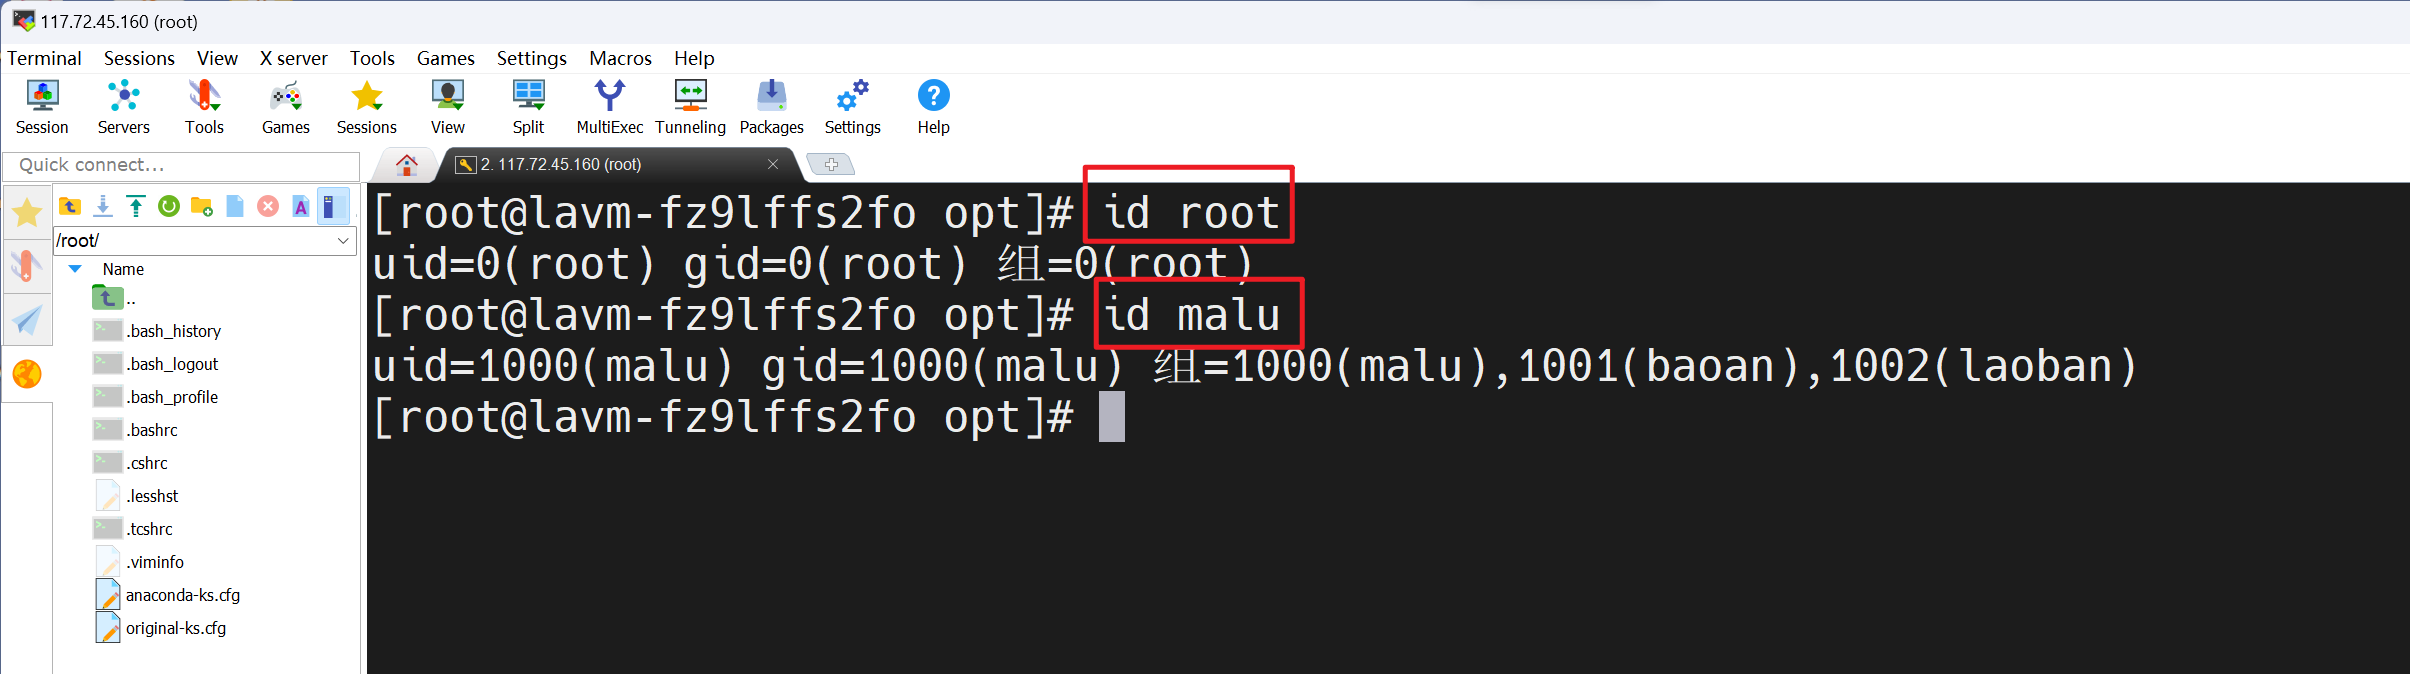 117.72.45.160 (root)
Terminal Sessions View X server Tools Games Settings Macros Help
Session Servers Tools Games Sessions View Split MultiExec Tunneling Packages Settings Help
Quick connect...
2. 117.72.45.160 (root)
/root/
Name
..
.bash_history
.bash_logout
.bash_profile
.bashrc
.cshrc
.lesshst
.tcshrc
.viminfo
anaconda-ks.cfg
original-ks.cfg
[root@lavm-fz9lffs2fo opt]# id root
uid=0(root) gid=0(root) 组=0(root)
[root@lavm-fz9lffs2fo opt]# id malu
uid=1000(malu) gid=1000(malu) 组=1000(malu),1001(baoan),1002(laoban)
[root@lavm-fz9lffs2fo opt]#